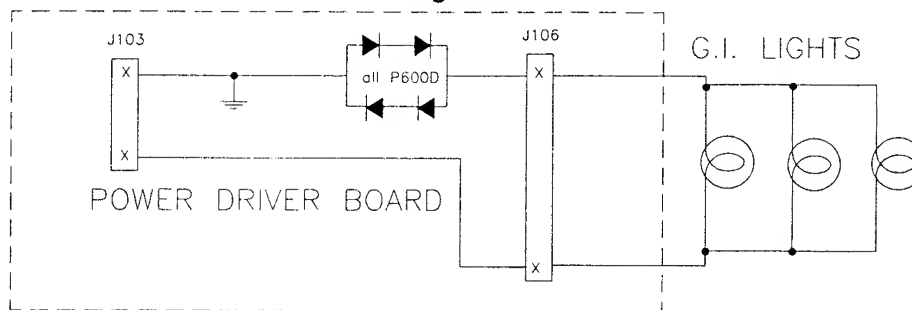 J103
J106
G.I. LIGHTS
X
all P600D
X
X
POWER DRIVER BOARD
X